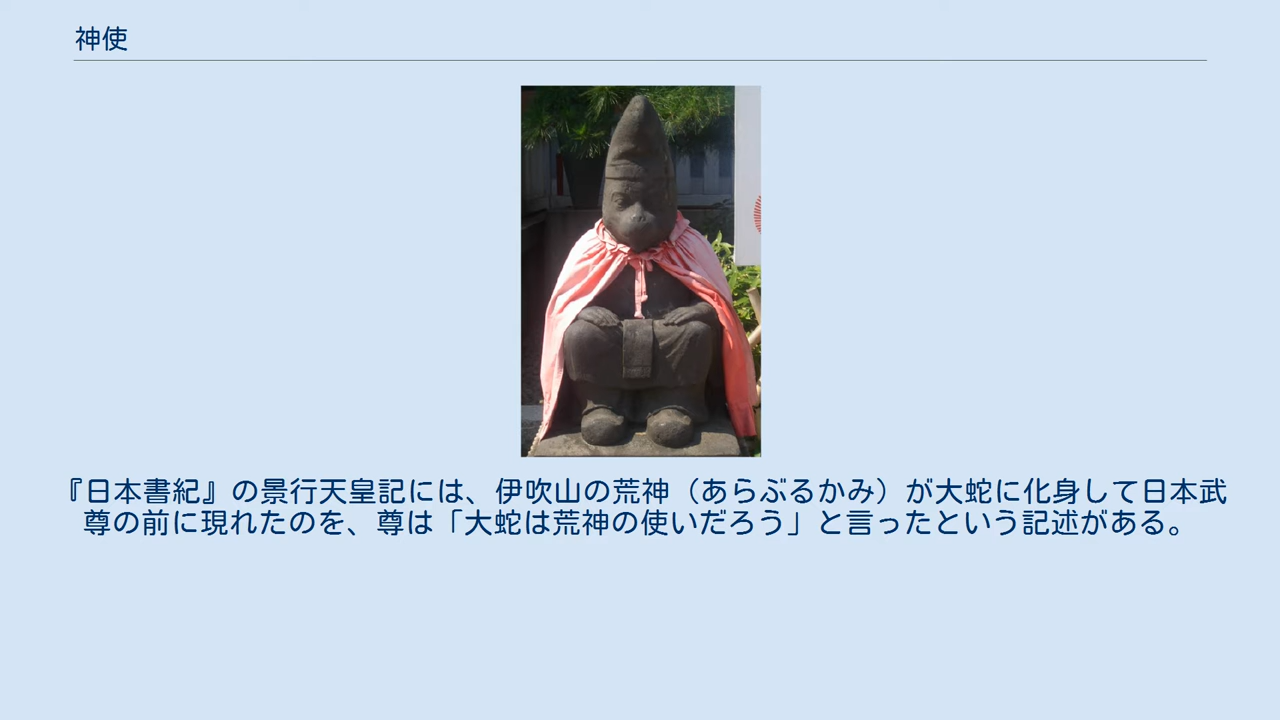 神使
『日本書紀』の景行天皇記には、伊吹山の荒神（あらぶるかみ）が大蛇に化身して日本武
尊の前に現れたのを、尊は「大蛇は荒神の使いだろう」と言ったという記述がある。